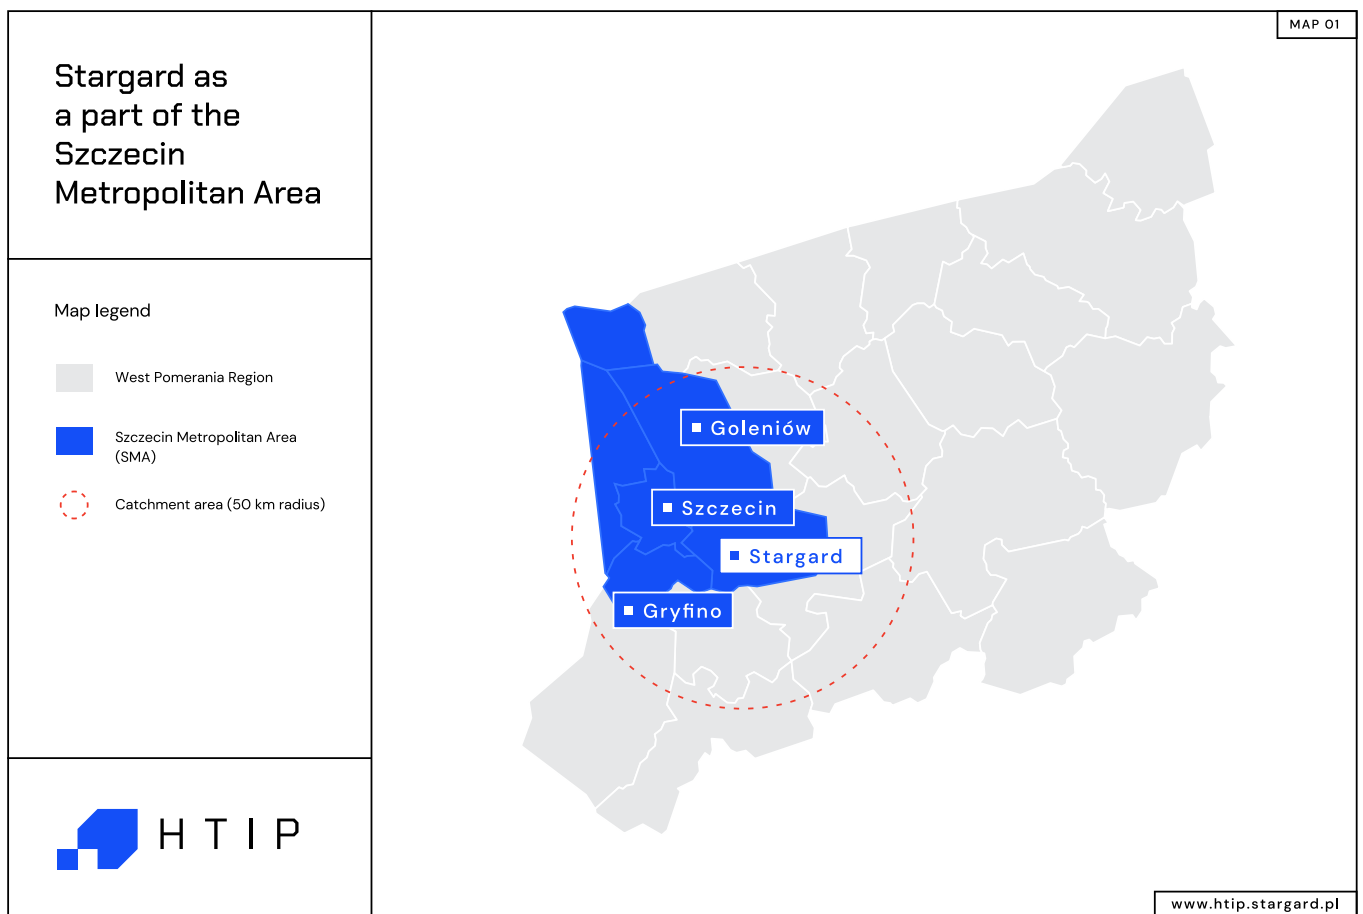 MAP 01
Stargard as
a part of the
Szczecin
Metropolitan Area
Map legend
West Pomerania Region
Szczecin Metropolitan Area
(SMA)
Catchment area (50 km radius)
Goleniów
Szczecin
Stargard
Gryfino
HTIP
www.htip.stargard.pl